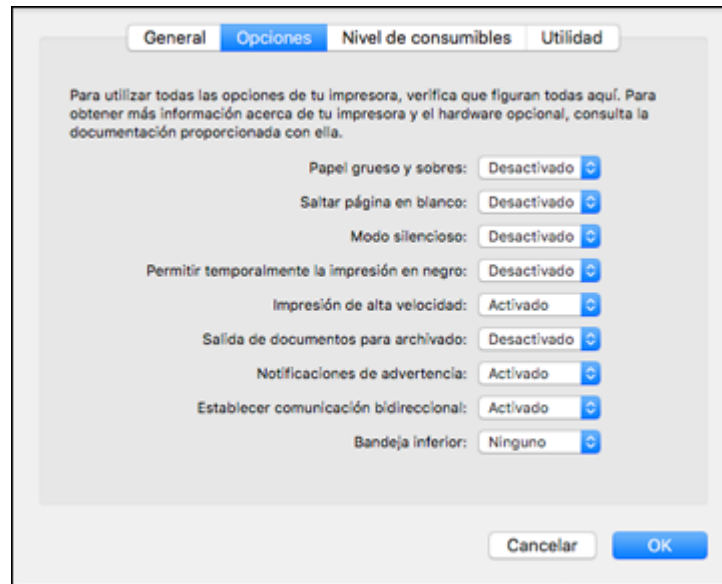 General Opciones Nivel de consumibles Utilidad
Para utilizar todas las opciones de tu impresora, verifica que figuran todas aquí. Para
obtener más información acerca de tu impresora y el hardware opcional, consulta la
documentación proporcionada con ella.
Papel grueso y sobres: Desactivado
Saltar página en blanco: Desactivado
Modo silencioso: Desactivado
Permitir temporalmente la impresión en negro: Desactivado
Impresión de alta velocidad: Activado
Salida de documentos para archivado: Desactivado
Notificaciones de advertencia: Activado
Establecer comunicación bidireccional: Activado
Bandeja inferior: Ninguno
Cancelar OK